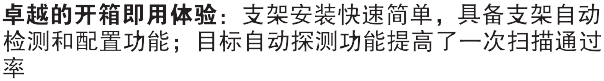 卓越的开箱即用体验：支架安装快速简单，具备支架自动
检测和配置功能；目标自动探测功能提高了一次扫描通过
率